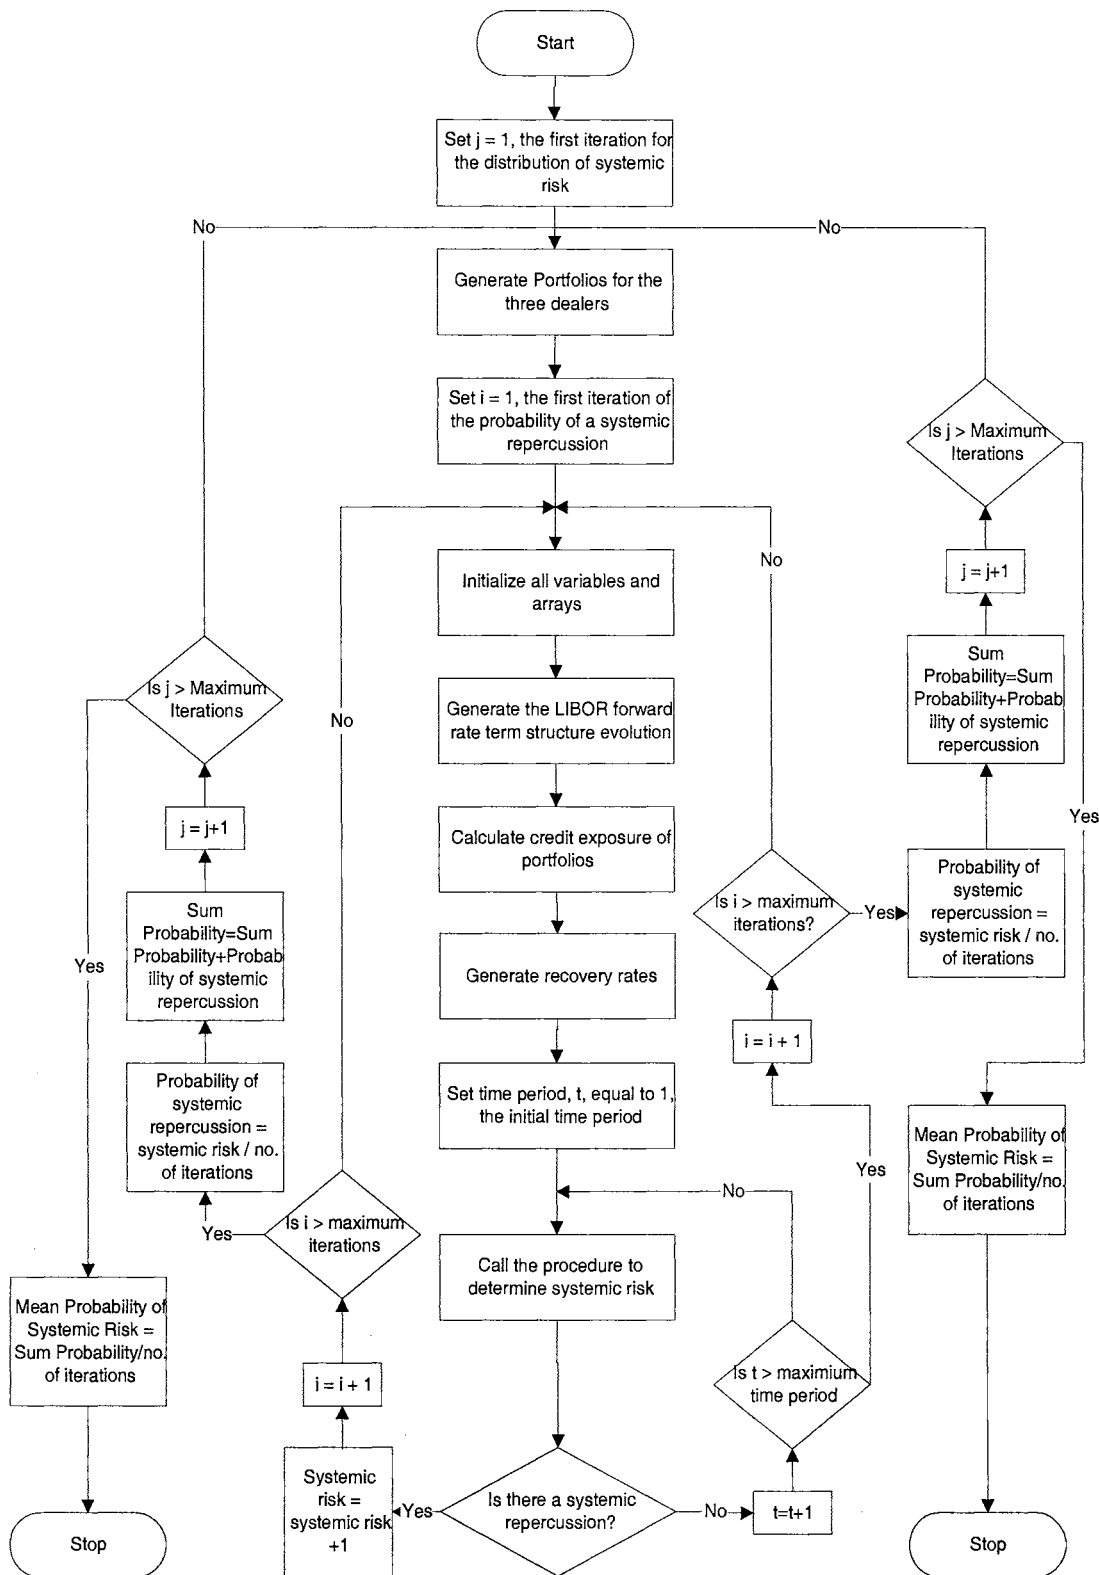 Start
Set j = 1, the first iteration for
the distribution of systemic
risk
No
No
Generate Portfolios for the
three dealers
Set i = 1, the first iteration of
the probability of a systemic
repercussion
Is j > Maximum
Iterations
No
j = j+1
Initialize all variables and
arrays
Sum
Probability=Sum
Probability+Probab
ility of systemic
repercussion
Is j > Maximum
Iterations
No
Generate the LIBOR forward
rate term structure evolution
Yes
j = j+1
Calculate credit exposure of
portfolios
Is i > maximum
iterations?
Yes
Probability of
systemic
repercussion =
systemic risk / no.
of iterations
Sum
Probability=Sum
Probability+Probab
ility of systemic
repercussion
Yes
Generate recovery rates
i = i + 1
Probability of
systemic
repercussion =
systemic risk / no.
of iterations
Set time period, t, equal to 1,
the initial time period
Yes
Mean Probability of
Systemic Risk =
Sum Probability/no.
of iterations
No
Is i > maximum
iterations
Yes
Call the procedure to
determine systemic risk
Mean Probability of
Systemic Risk =
Sum Probability/no.
of iterations
i = i + 1
Is t > maximium
time period
Systemic
risk =
systemic risk
+1
Yes
Is there a systemic
repercussion?
No
t=t+1
Stop
Stop